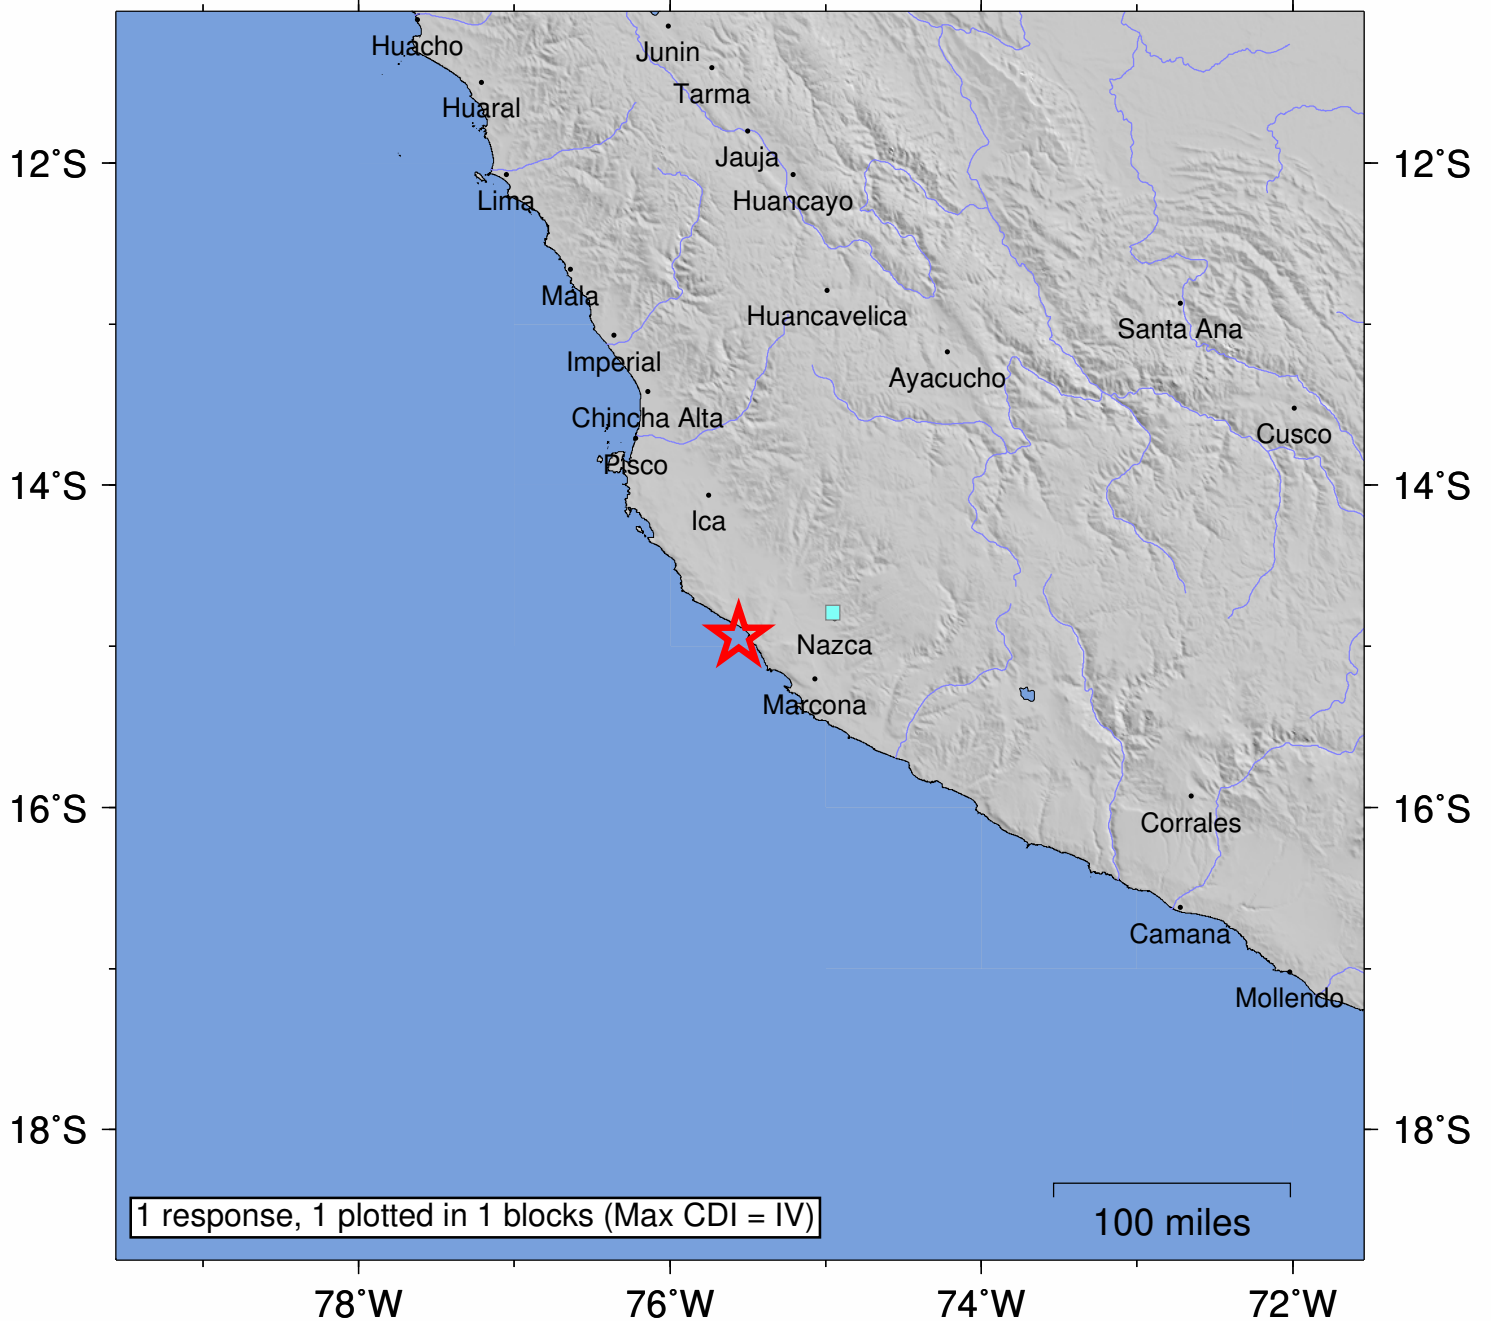 Huacho
Junin
Tarma
Huaral
12°S
Jauja
12°S
Lima
Huancayo
Mala
Huancavelica
Santa Ana
Imperial
Ayacucho
Chincha Alta
Cusco
Pisco
14°S
14°S
Ica
Nazca
Marcona
16°S
16°S
Corrales
Camana
Mollendo
18°S
18°S
1 response, 1 plotted in 1 blocks (Max CDI = IV)
100 miles
78°W
76°W
74°W
72°W